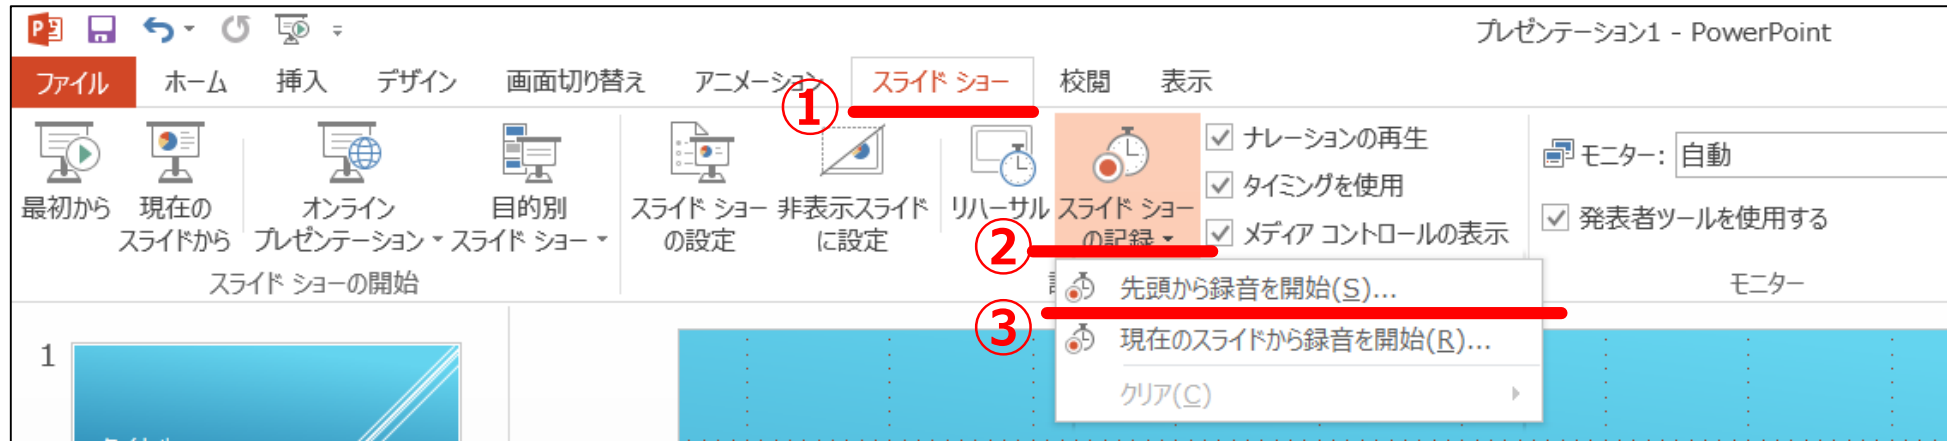 プレゼンテーション1 - PowerPoint
ファイル ホーム 挿入 デザイン 画面切り替え アニメーション スライド ショー 校閲 表示
①
最初から
現在の
スライドから
オンライン
プレゼンテーション
目的別
スライド ショー
スライド ショー
の設定
非表示スライド
に設定
リハーサル
スライド ショー
の記録
②
ナレーションの再生
タイミングを使用
メディア コントロールの表示
モニター: 自動
発表者ツールを使用する
スライド ショーの開始
モニター
先頭から録音を開始(S)...
③
現在のスライドから録音を開始(R)...
クリア(C)
1